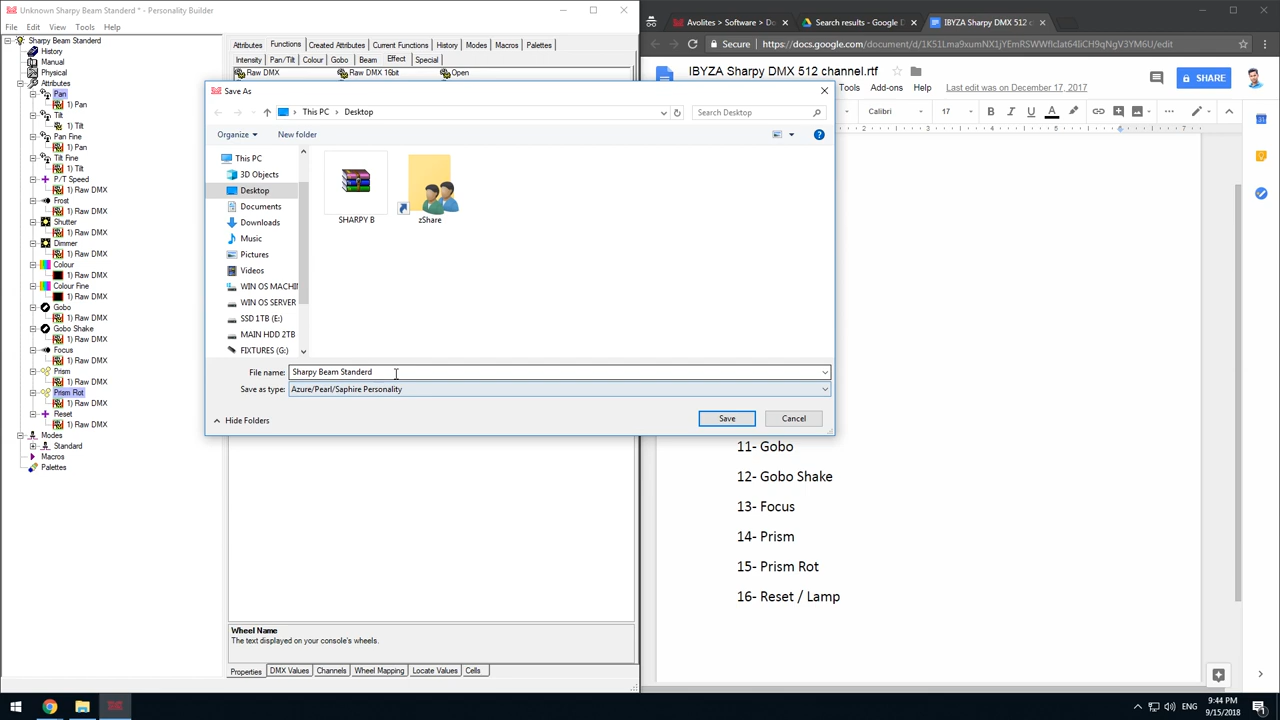 Unknown Sharpy Beam Standerd * - Personality Builder
File Edit View Tools Help
Sharpy Beam Standerd
History
Manual
Physical
Attributes
Pan
1) Pan
Tilt
1) Tilt
Pan Fine
1) Pan
Tilt Fine
1) Tilt
P/T Speed
1) Raw DMX
Frost
1) Raw DMX
Shutter
1) Raw DMX
Dimmer
1) Raw DMX
Colour
1) Raw DMX
Colour Fine
1) Raw DMX
Gobo
1) Raw DMX
Gobo Shake
1) Raw DMX
Focus
1) Raw DMX
Prism
1) Raw DMX
Prism Rot
1) Raw DMX
Reset
1) Raw DMX
Modes
Standard
Macros
Palettes
Attributes Functions Created Attributes Current Functions History Modes Macros Palettes
Intensity Pan/Tilt Colour Gobo Beam Effect Special
Raw DMX Raw DMX 16bit Open
Save As
This PC Desktop
Search Desktop
Organize New folder
This PC
3D Objects
Desktop
Documents
Downloads
Music
Pictures
Videos
WIN OS MACHI
WIN OS SERVER
SSD 1TB (E:)
MAIN HDD 2TB
FIXTURES (G:)
SHARPY B
zShare
File name: Sharpy Beam Standerd
Save as type: Azure/Pearl/Saphire Personality
Hide Folders
Save Cancel
Wheel Name
The text displayed on your console's wheels.
Properties DMX Values Channels Wheel Mapping Locate Values Cells
Avolites > Software > Do
Search results - Google D
IBYZA Sharpy DMX 512 c
IBYZA Sharpy DMX 512 channel.rtf
SHARE
Tools Add-ons Help Last edit was on December 17, 2017
Calibri 17
11- Gobo
12- Gobo Shake
13- Focus
14- Prism
15- Prism Rot
16- Reset / Lamp
ENG
9:44 PM
9/15/2018